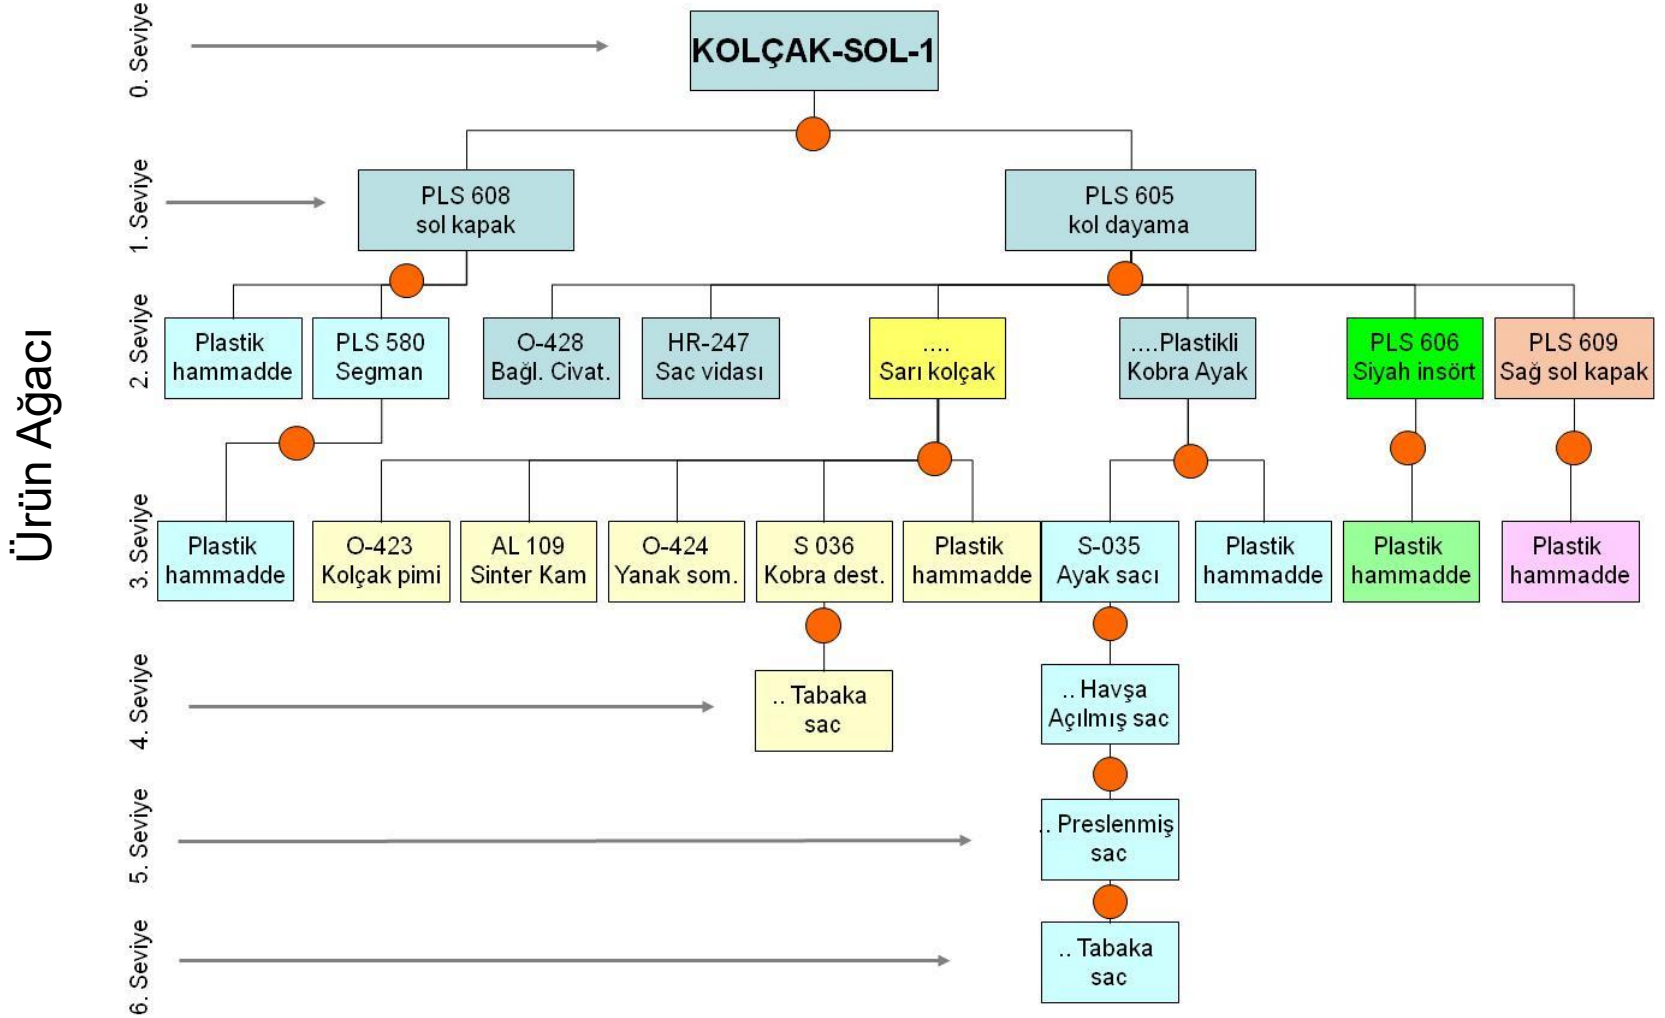 Ürün Ağacı
0. Seviye
KOLÇAK-SOL-1
1. Seviye
PLS 608
sol kapak
PLS 605
kol dayama
2. Seviye
Plastik
hammadde
PLS 580
Segman
O-428
Bağl. Civat.
HR-247
Sac vidası
....
Sarı kolçak
....Plastikli
Kobra Ayak
PLS 606
Siyah insört
PLS 609
Sağ sol kapak
3. Seviye
Plastik
hammadde
O-423
Kolçak pimi
AL 109
Sinter Kam
O-424
Yanak som.
S 036
Kobra dest.
Plastik
hammadde
S-035
Ayak sacı
Plastik
hammadde
Plastik
hammadde
Plastik
hammadde
4. Seviye
.. Tabaka
sac
.. Havşa
Açılmış sac
5. Seviye
.. Preslenmiş
sac
6. Seviye
.. Tabaka
sac